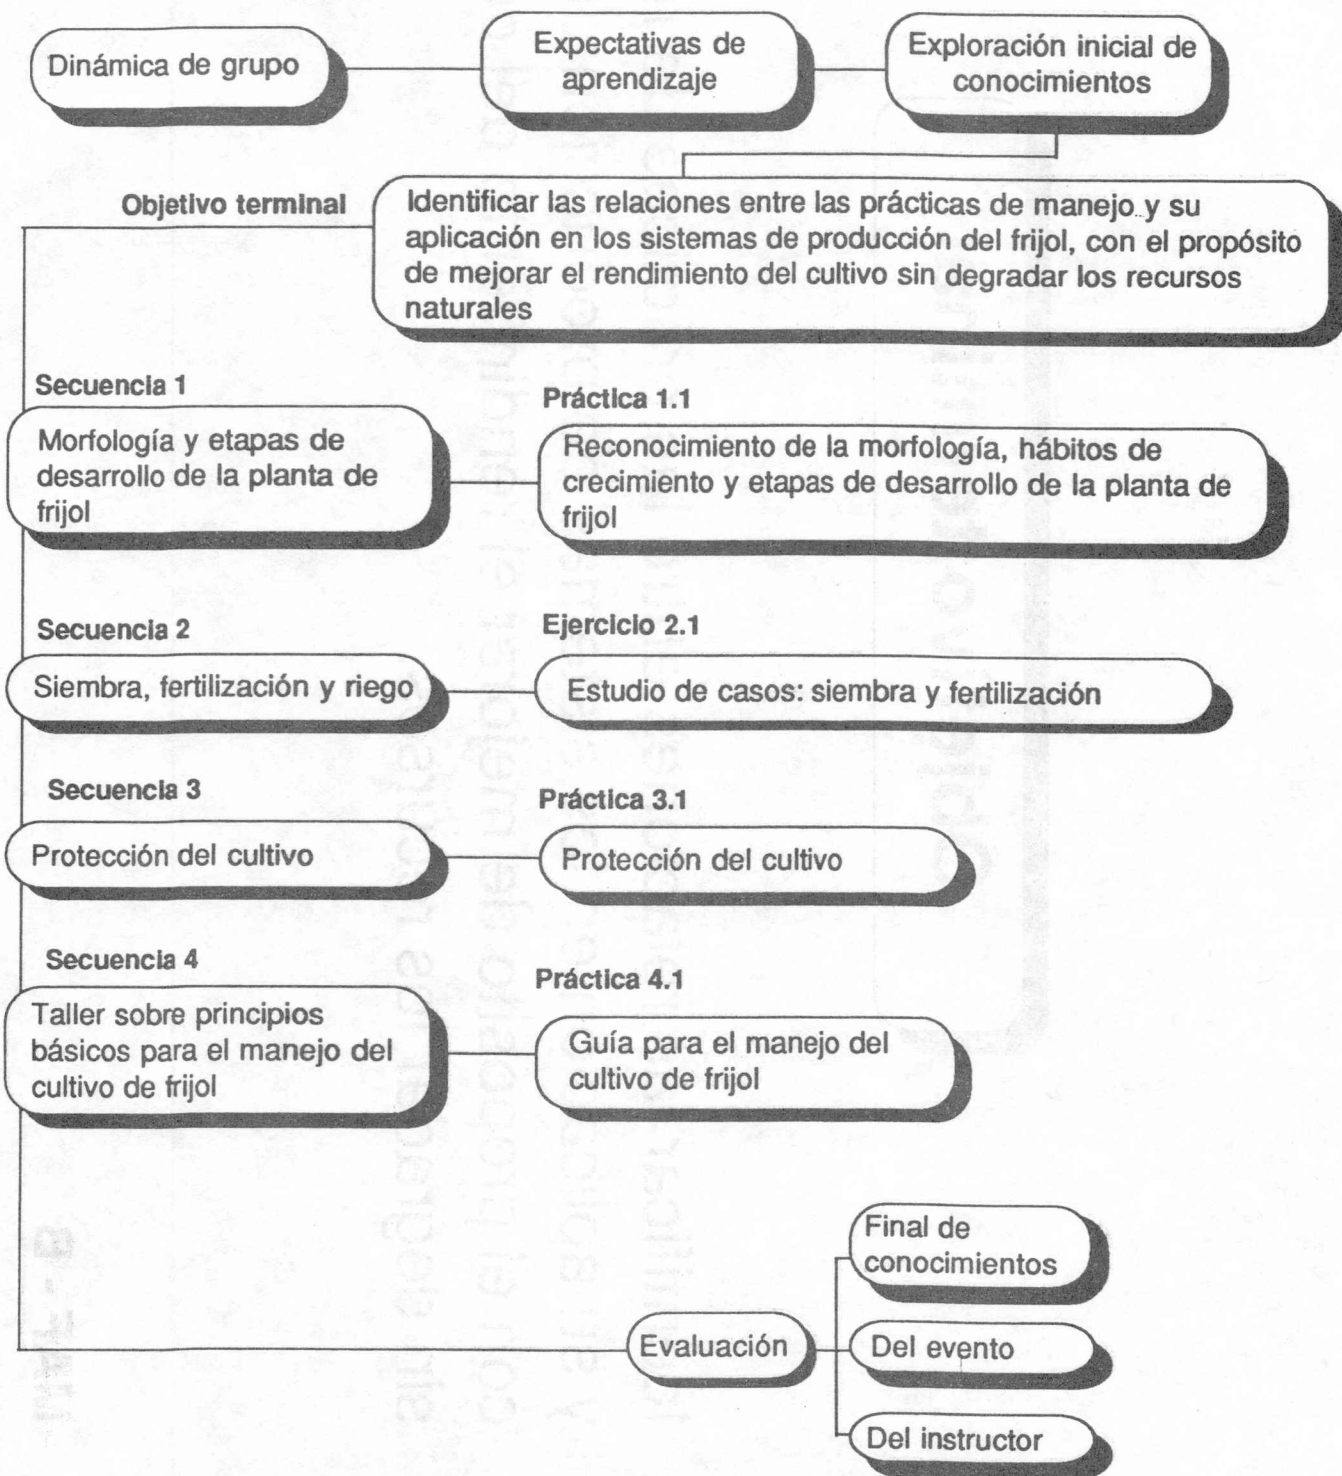 Dinámica de grupo
Expectativas de
aprendizaje
Exploración inicial de
conocimientos
Objetivo terminal
Identificar las relaciones entre las prácticas de manejo y su
aplicación en los sistemas de producción del frijol, con el propósito
de mejorar el rendimiento del cultivo sin degradar los recursos
naturales
Secuencia 1
Morfología y etapas de
desarrollo de la planta de
frijol
Práctica 1.1
Reconocimiento de la morfología, hábitos de
crecimiento y etapas de desarrollo de la planta de
frijol
Secuencia 2
Siembra, fertilización y riego
Ejercicio 2.1
Estudio de casos: siembra y fertilización
Secuencia 3
Protección del cultivo
Práctica 3.1
Protección del cultivo
Secuencia 4
Taller sobre principios
básicos para el manejo del
cultivo de frijol
Práctica 4.1
Guía para el manejo del
cultivo de frijol
Evaluación
Final de
conocimientos
Del evento
Del instructor